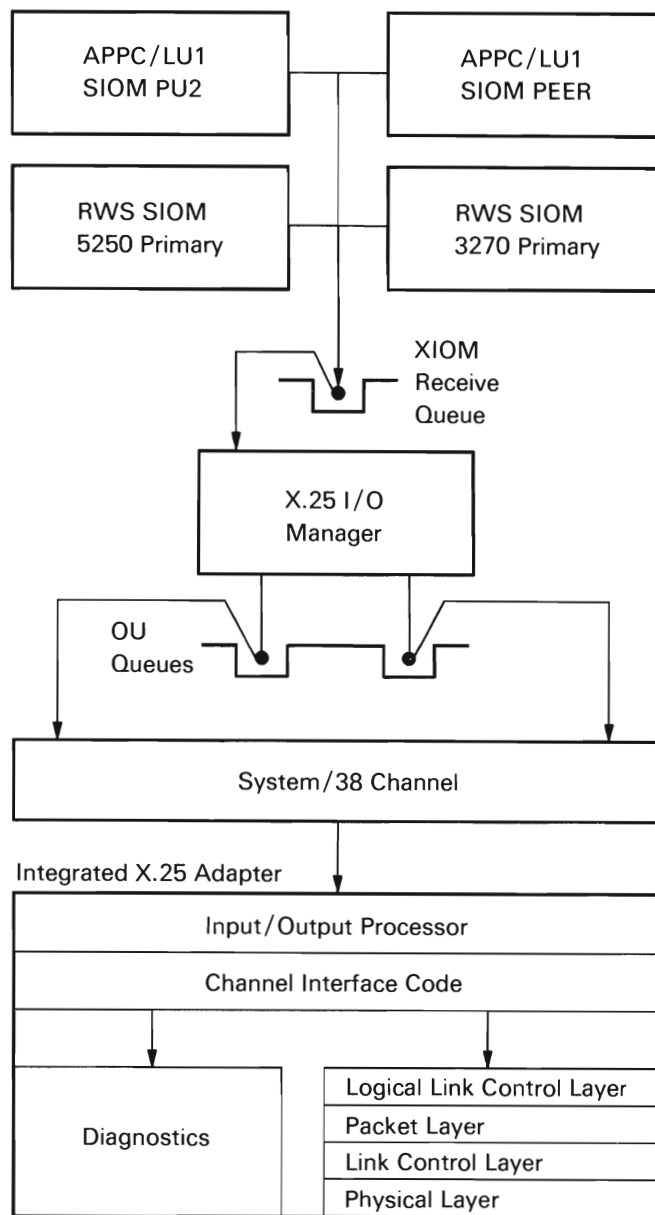 APPC/LU1
SIOM PU2
APPC/LU1
SIOM PEER
RWS SIOM
5250 Primary
RWS SIOM
3270 Primary
XIOM
Receive
Queue
X.25 I/O
Manager
OU
Queues
System/38 Channel
Integrated X.25 Adapter
Input/Output Processor
Channel Interface Code
Diagnostics
Logical Link Control Layer
Packet Layer
Link Control Layer
Physical Layer